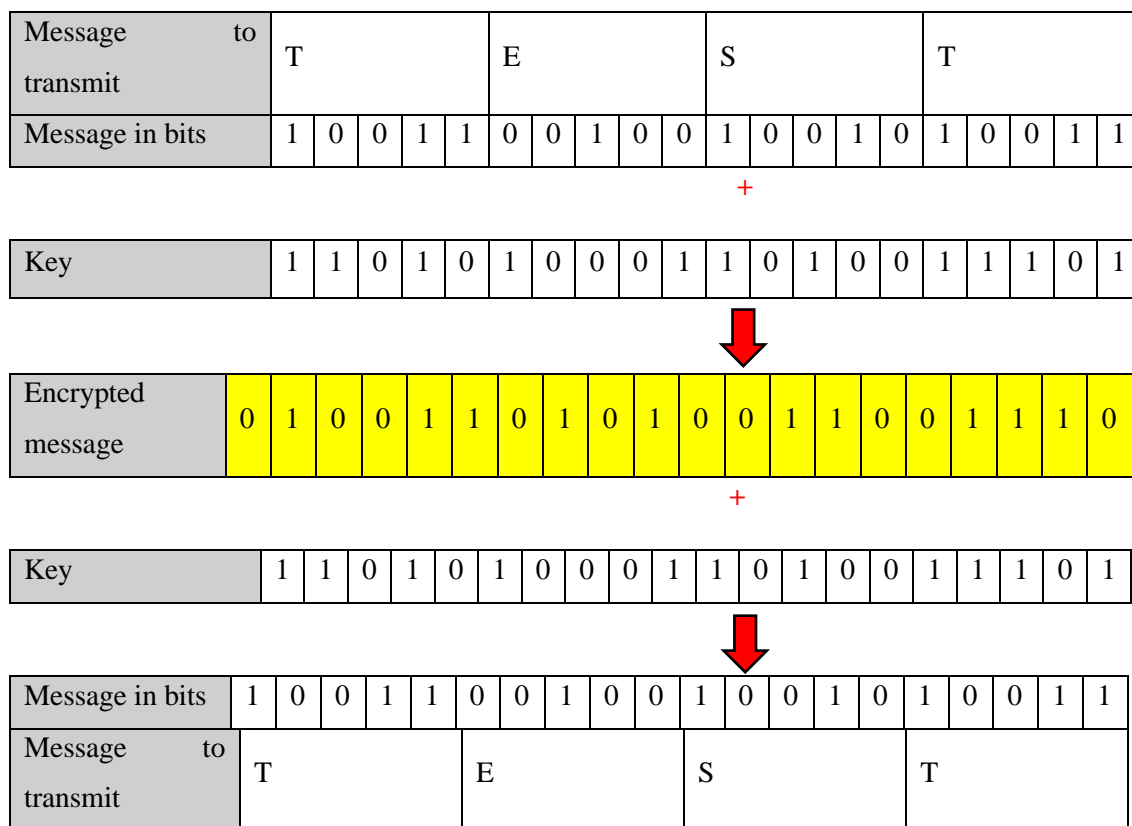 Message to
transmit
T E S T
Message in bits 1 0 0 1 1 0 0 1 0 0 1 0 0 1 0 1 0 0 1 1
+
Key 1 1 0 1 0 1 0 0 0 1 1 0 1 0 0 1 1 1 0 1
Encrypted
message
0 1 0 0 1 1 0 1 0 1 0 0 1 1 0 0 1 1 1 0
+
Key 1 1 0 1 0 1 0 0 0 1 1 0 1 0 0 1 1 1 0 1
Message in bits 1 0 0 1 1 0 0 1 0 0 1 0 0 1 0 1 0 0 1 1
Message to
transmit
T E S T